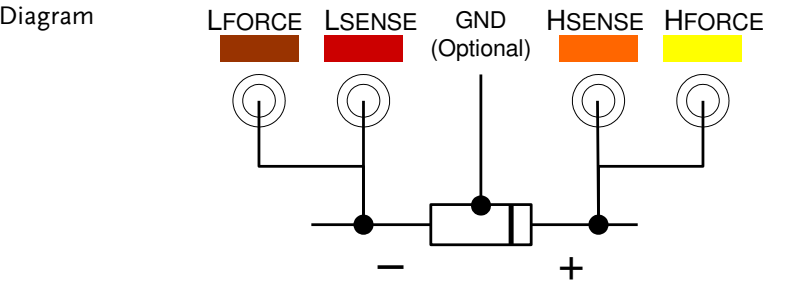 Diagram
LFORCE LSENSE GND HSENSE HFORCE
(Optional)
− +